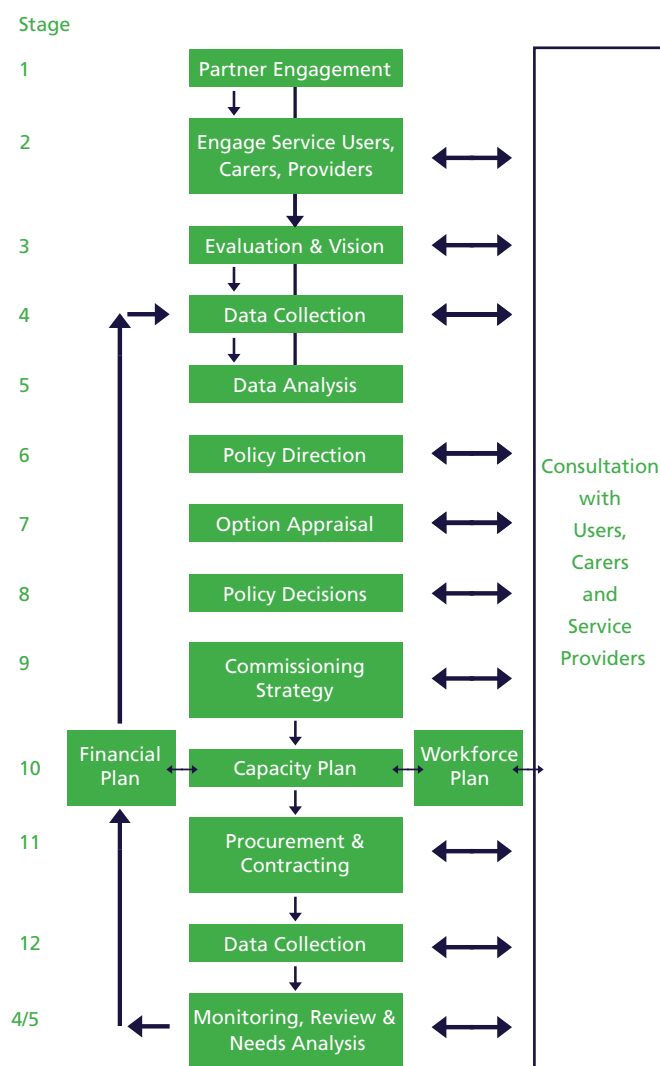 Stage
1
Partner Engagement
2
Engage Service Users,
Carers, Providers
3
Evaluation & Vision
4
Data Collection
5
Data Analysis
6
Policy Direction
7
Option Appraisal
8
Policy Decisions
9
Commissioning
Strategy
10
Financial
Plan
Capacity Plan
Workforce
Plan
11
Procurement &
Contracting
12
Data Collection
4/5
Monitoring, Review &
Needs Analysis
Consultation
with
Users,
Carers
and
Service
Providers